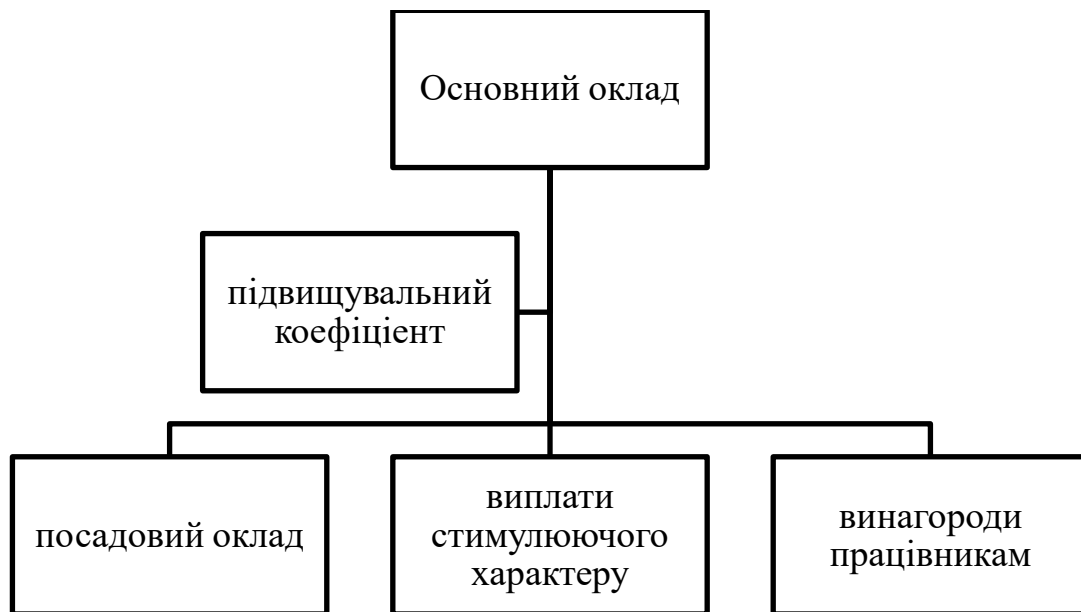 Основний оклад
підвищувальний
коефіцієнт
посадовий оклад
виплати
стимулюючого
характеру
винагороди
працівникам